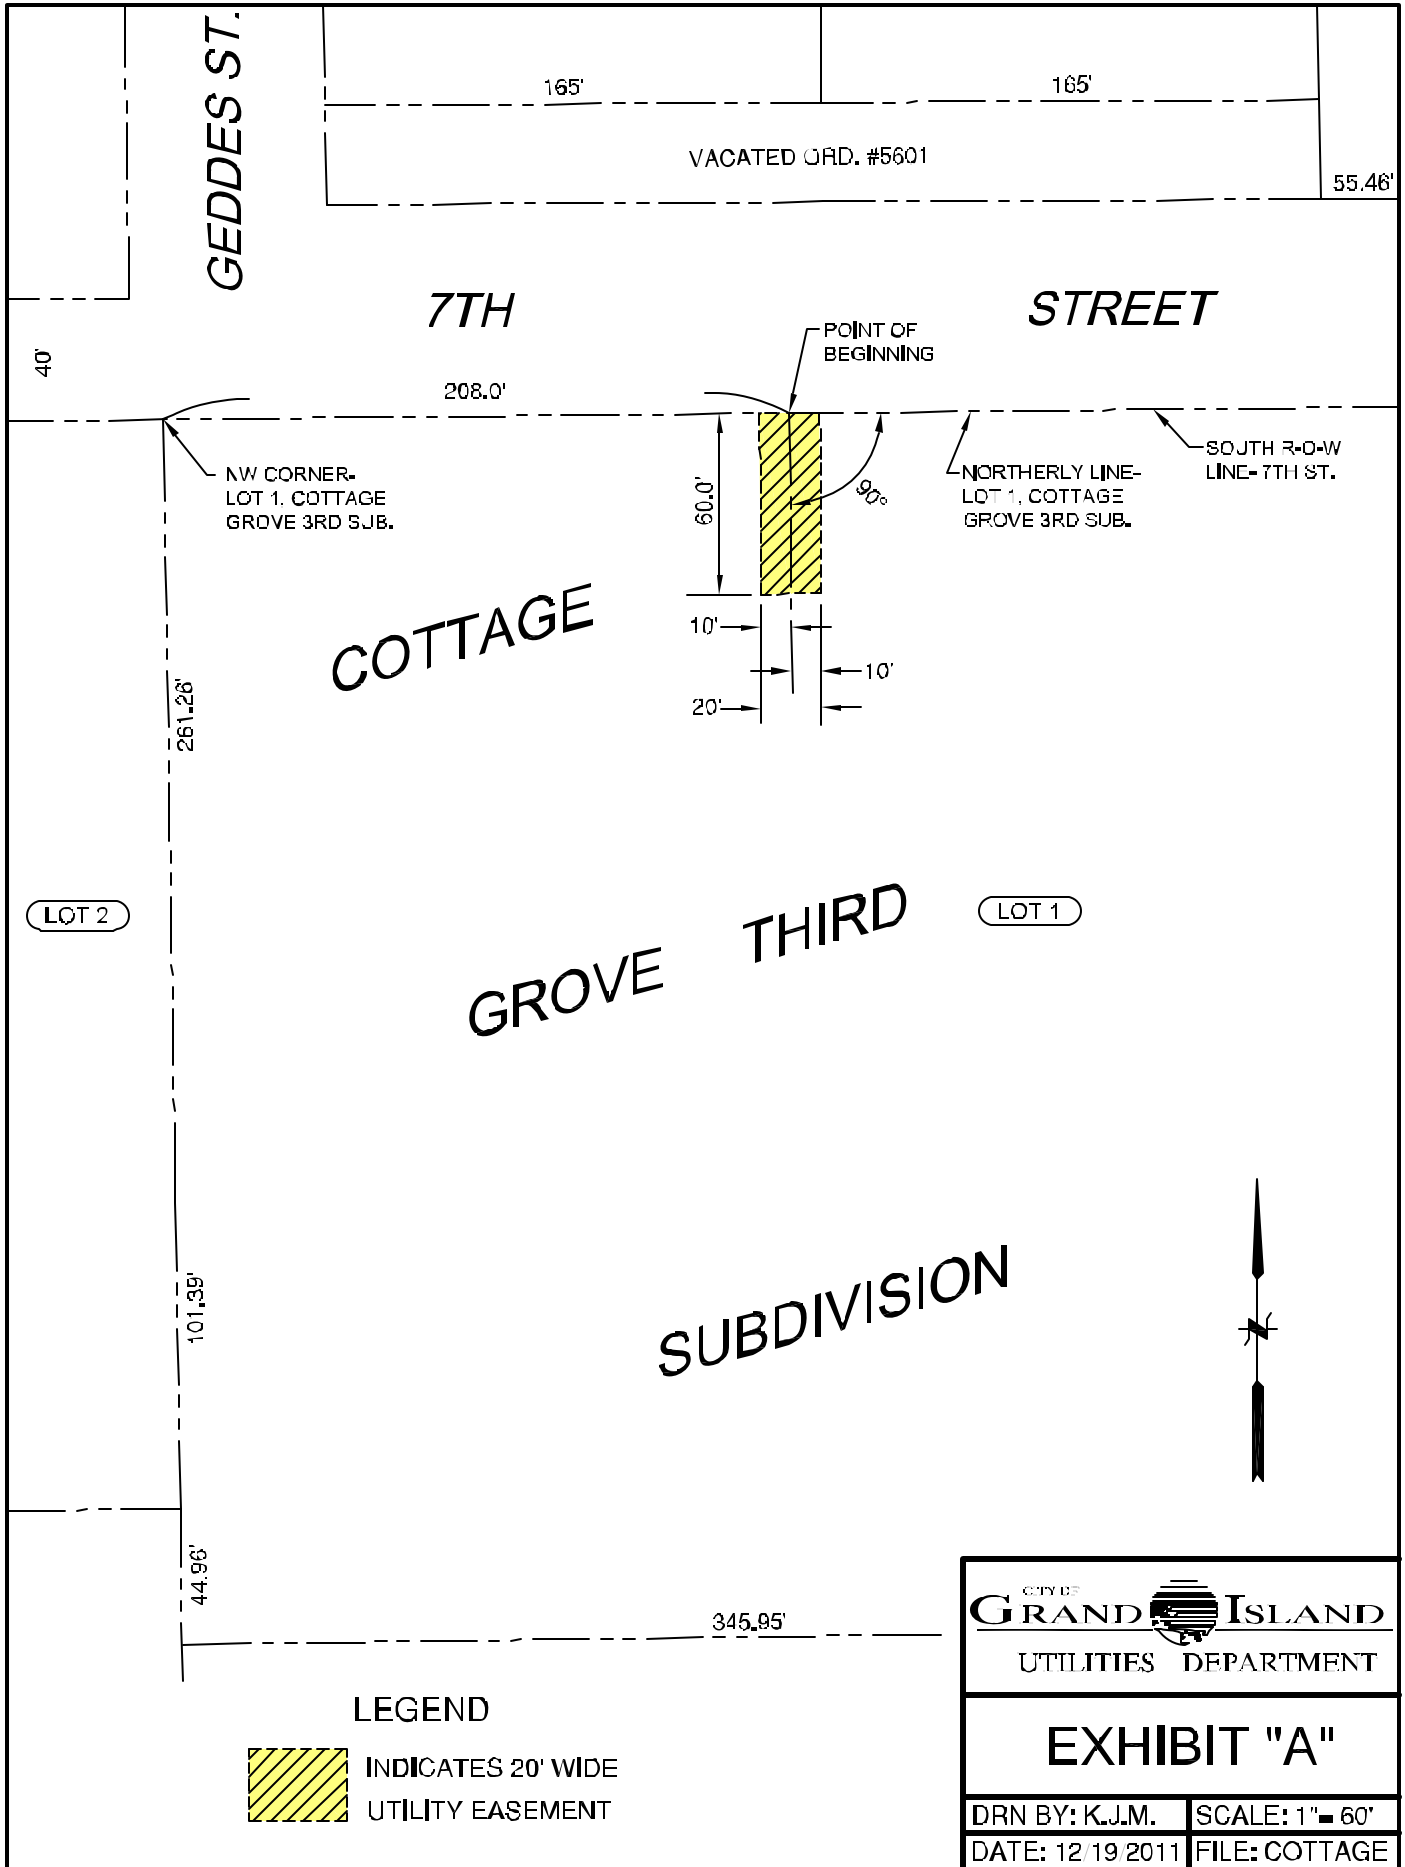 GEDDES ST.
165'
165'
VACATED ORD. #5601
55.46'
7TH STREET
40'
POINT OF
BEGINNING
208.0'
NW CORNER-
LOT 1, COTTAGE
GROVE 3RD SUB.
60.0'
90°
NORTHERLY LINE-
LOT 1, COTTAGE
GROVE 3RD SUB.
SOUTH R-O-W
LINE- 7TH ST.
COTTAGE
10'
10'
20'
261.26'
LOT 2
GROVE THIRD
LOT 1
SUBDIVISION
101.39'
N
44.96'
345.95'
LEGEND
INDICATES 20' WIDE
UTILITY EASEMENT
CITY OF
GRAND ISLAND
UTILITIES DEPARTMENT
EXHIBIT "A"
DRN BY: K.J.M.
SCALE: 1"= 60'
DATE: 12/19/2011
FILE: COTTAGE